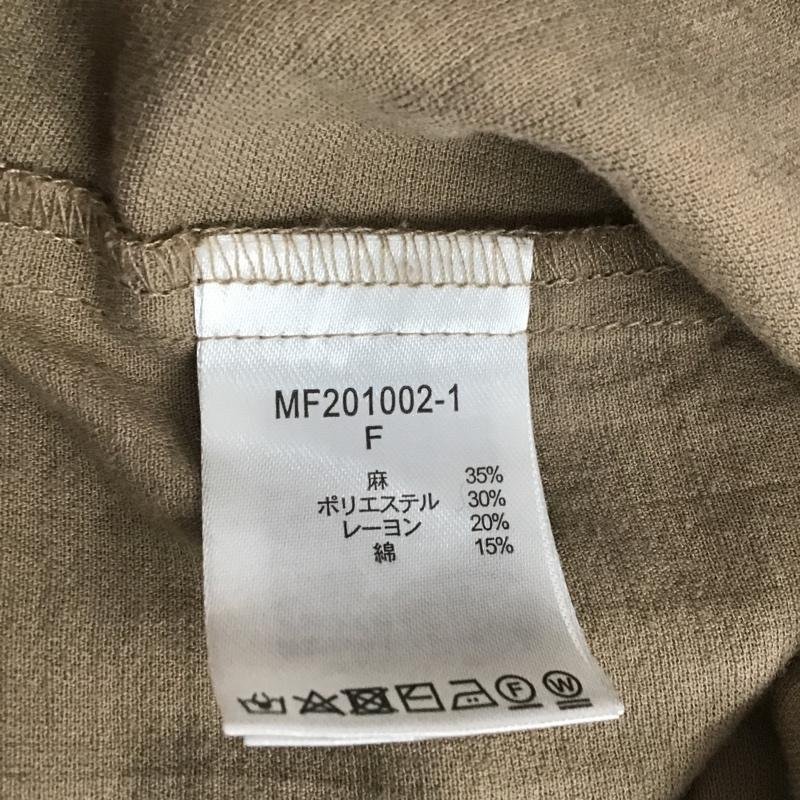 MF201002-1
F
麻 35%
ポリエステル 30%
レーヨン 20%
綿 15%
F W